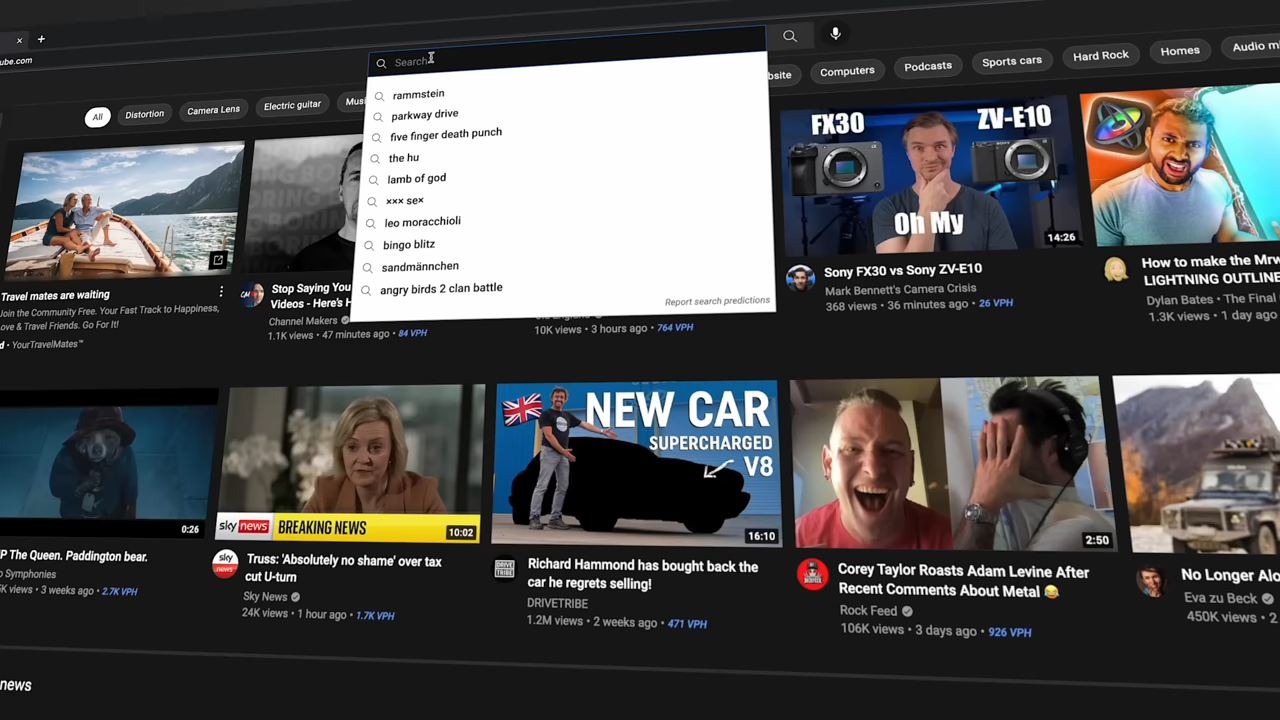 ×
+
ube.com
Search
rammstein
parkway drive
five finger death punch
the hu
lamb of god
××× se×
leo moracchioli
bingo blitz
sandmännchen
angry birds 2 clan battle
Report search predictions
All
Distortion
Camera Lens
Electric guitar
Computers
Podcasts
Sports cars
Hard Rock
Homes
Audio
Travel mates are waiting
Join the Community Free. Your Fast Track to Happiness,
Love & Travel Friends. Go For It!
YourTravelMates™
BORING
Stop Saying You
Videos - Here's
Channel Makers
1.1K views • 47 minutes ago • 84 VPH
10K views • 3 hours ago • 764 VPH
FX30
ZV-E10
Oh My
14:26
Sony FX30 vs Sony ZV-E10
Mark Bennett's Camera Crisis
368 views • 36 minutes ago • 26 VPH
How to make the
LIGHTNING OUTLINE
Dylan Bates - The Final
1.3K views • 1 day ago
0:26
The Queen. Paddington bear.
Symphonies
3 weeks ago • 2.7K VPH
sky news BREAKING NEWS
10:02
sky
news
Truss: 'Absolutely no shame' over tax
cut U-turn
Sky News
24K views • 1 hour ago • 1.7K VPH
NEW CAR
SUPERCHARGED
V8
16:10
DRIVE
TRIBE
Richard Hammond has bought back the
car he regrets selling!
DRIVETRIBE
1.2M views • 2 weeks ago • 471 VPH
2:50
Corey Taylor Roasts Adam Levine After
Recent Comments About Metal 😂
Rock Feed
106K views • 3 days ago • 926 VPH
No Longer
Eva zu Beck
450K views • 2
news